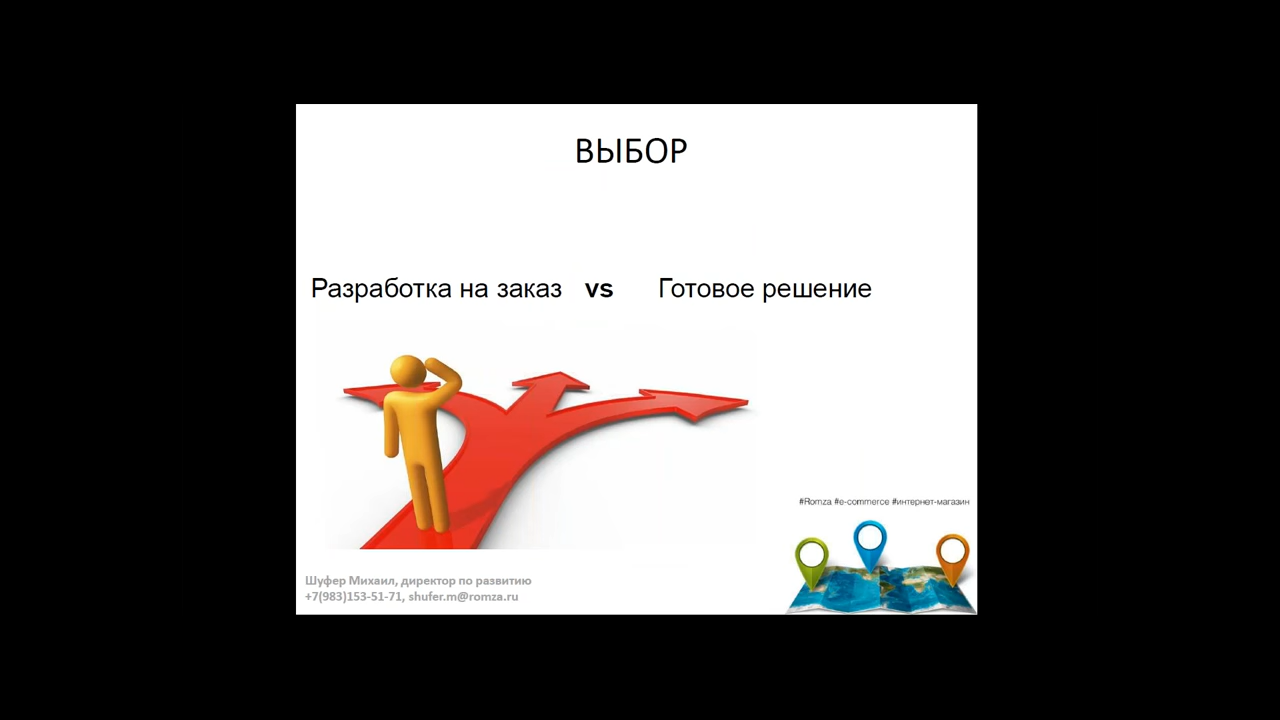 ВЫБОР
Разработка на заказ vs Готовое решение
#Romza #e-commerce #интернет-магазин
Шуфер Михаил, директор по развитию
+7(983)153-51-71, shufer.m@romza.ru